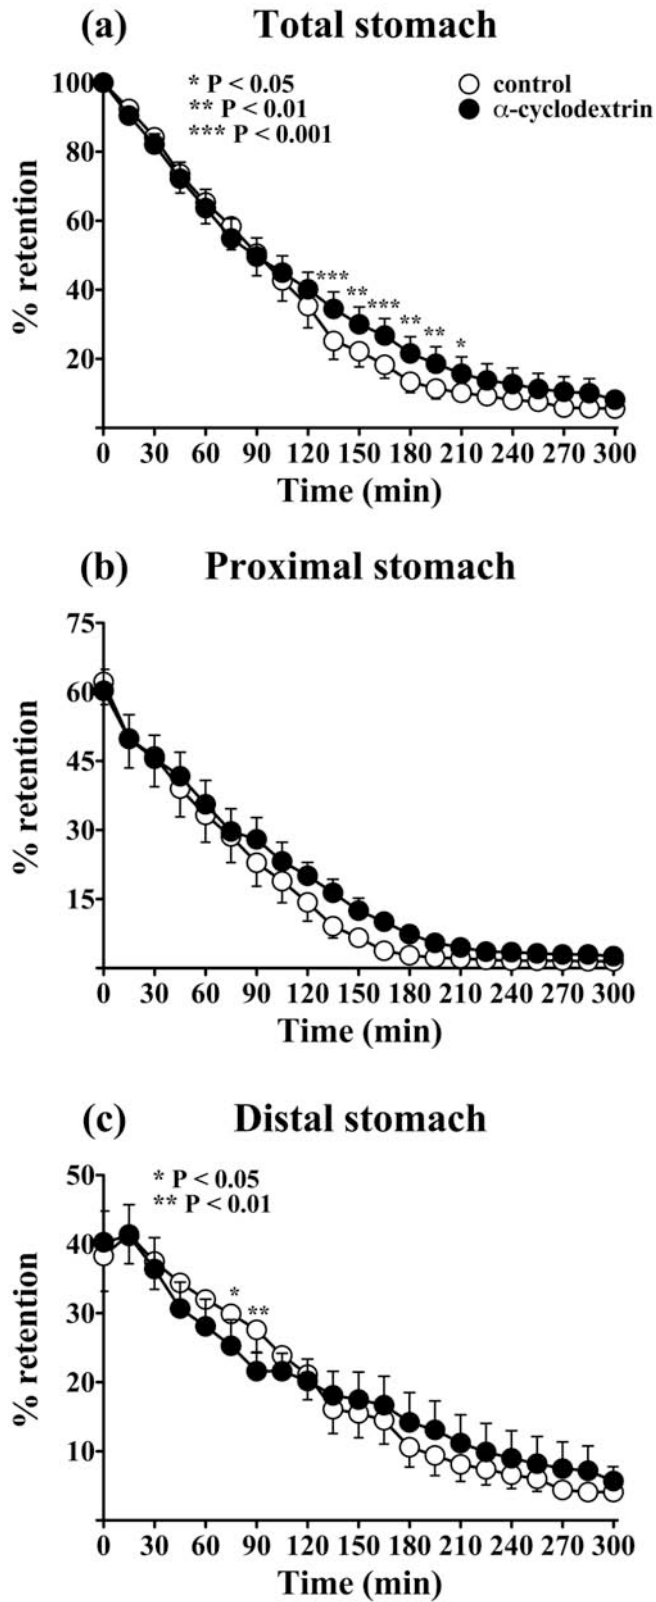 (a) Total stomach
* P < 0.05
** P < 0.01
*** P < 0.001
control
α-cyclodextrin
% retention
100
80
60
40
20
*** ** *** ** ** *
0 30 60 90 120 150 180 210 240 270 300
Time (min)
(b) Proximal stomach
% retention
75
60
45
30
15
0 30 60 90 120 150 180 210 240 270 300
Time (min)
(c) Distal stomach
* P < 0.05
** P < 0.01
% retention
50
40
30
20
10
* **
0 30 60 90 120 150 180 210 240 270 300
Time (min)